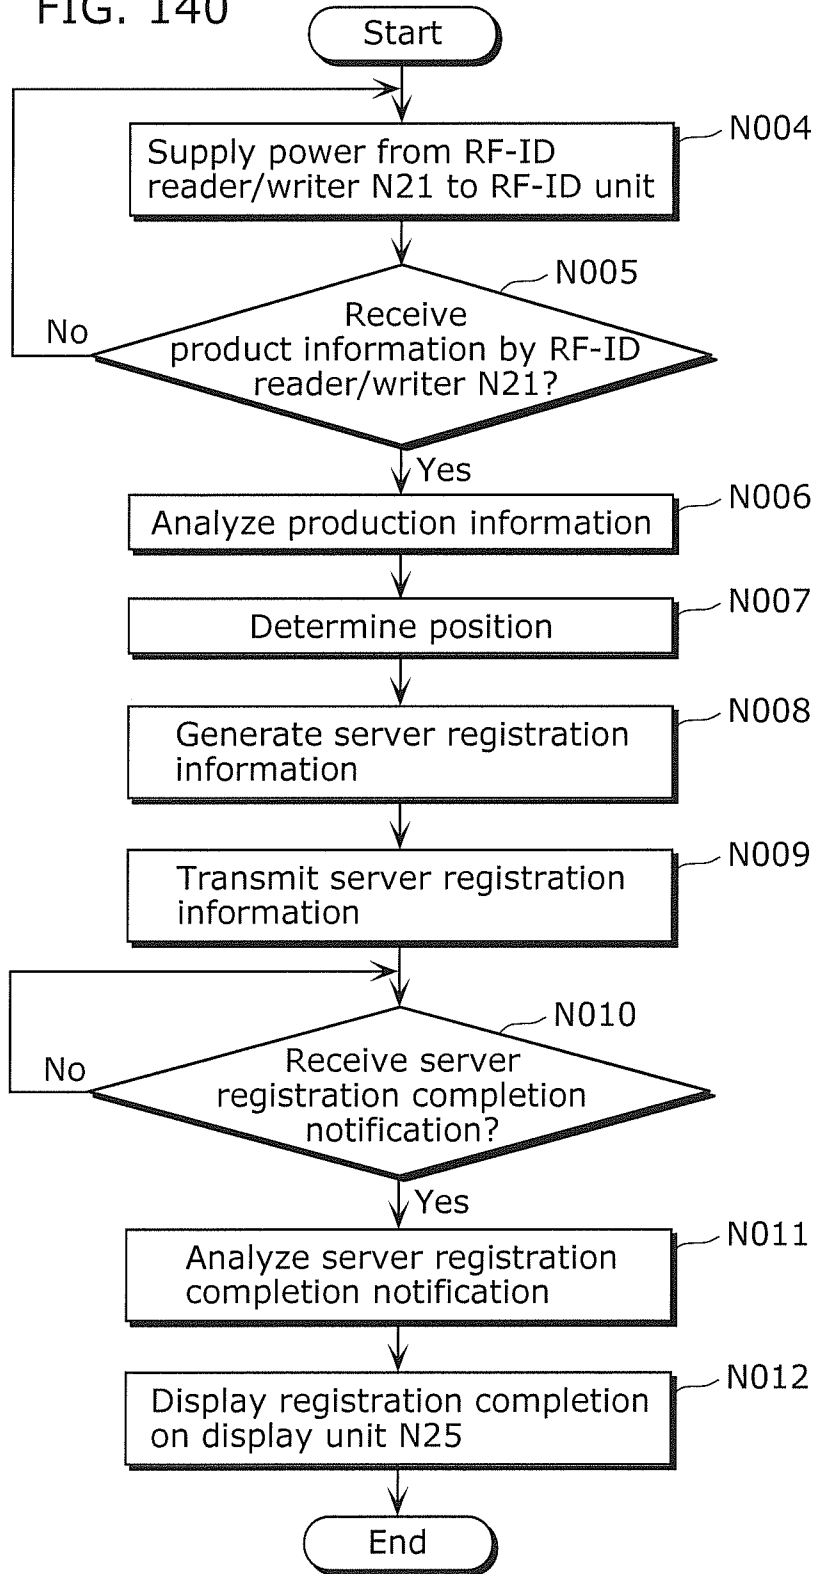 FIG. 140
Start
N004
Supply power from RF-ID
reader/writer N21 to RF-ID unit
N005
Receive
product information by RF-ID
reader/writer N21?
No
Yes
N006
Analyze production information
N007
Determine position
N008
Generate server registration
information
N009
Transmit server registration
information
N010
Receive server
registration completion
notification?
No
Yes
N011
Analyze server registration
completion notification
N012
Display registration completion
on display unit N25
End